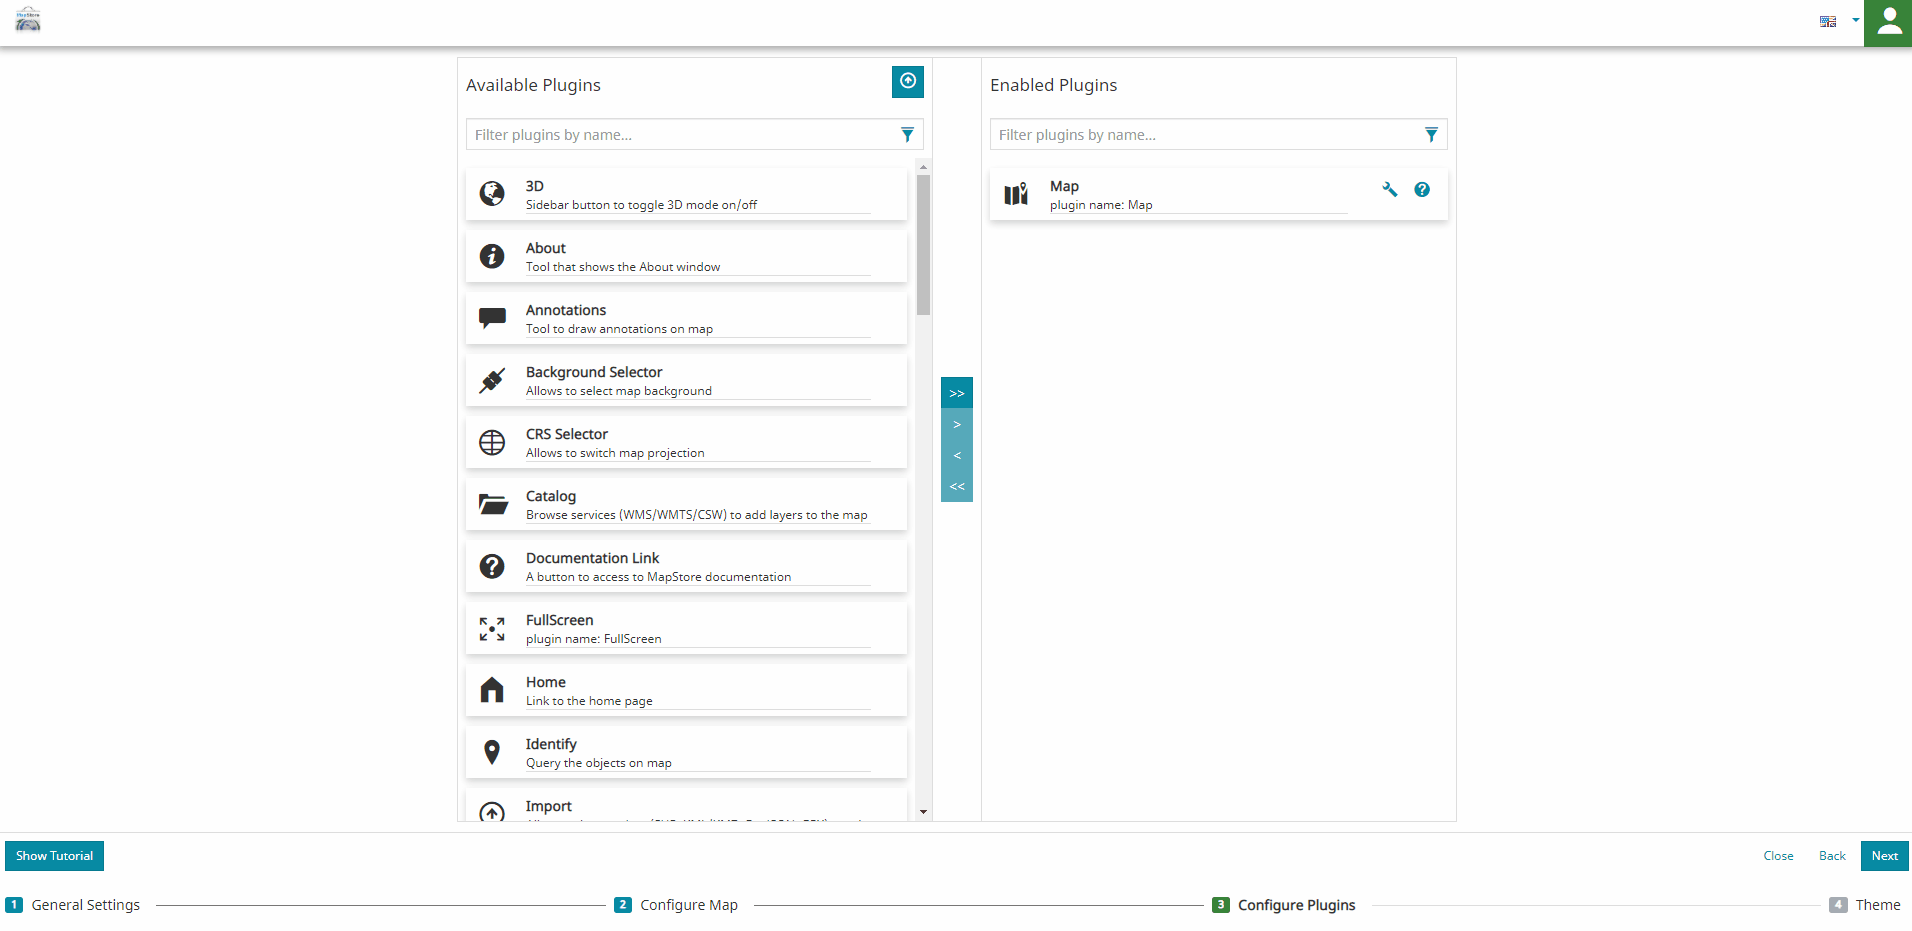 MapStore
Available Plugins
Filter plugins by name...
3D
Sidebar button to toggle 3D mode on/off
About
Tool that shows the About window
Annotations
Tool to draw annotations on map
Background Selector
Allows to select map background
CRS Selector
Allows to switch map projection
Catalog
Browse services (WMS/WMTS/CSW) to add layers to the map
Documentation Link
A button to access to MapStore documentation
FullScreen
plugin name: FullScreen
Home
Link to the home page
Identify
Query the objects on map
Import
>>
>
<
<<
Enabled Plugins
Filter plugins by name...
Map
plugin name: Map
Show Tutorial
Close Back Next
1 General Settings 2 Configure Map 3 Configure Plugins 4 Theme